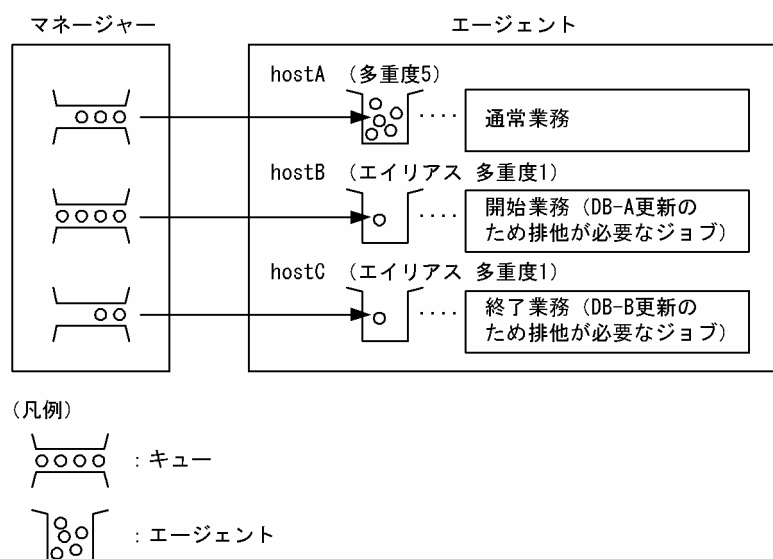 マネージャー
エージェント
hostA (多重度5)
通常業務
hostB (エイリアス 多重度1)
開始業務 (DB-A更新の
ため排他が必要なジョブ)
hostC (エイリアス 多重度1)
終了業務 (DB-B更新の
ため排他が必要なジョブ)
(凡例)
:キュー
:エージェント